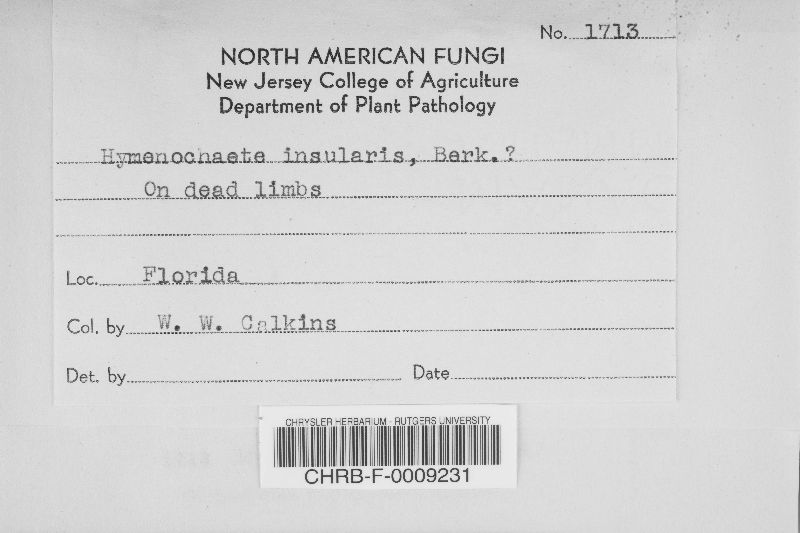 No. 1713
NORTH AMERICAN FUNGI
New Jersey College of Agriculture
Department of Plant Pathology
Hymenochaete insularis, Berk.?
On dead limbs
Loc. Florida
Col. by W. W. Calkins
Det. by
Date
CHRYSLER HERBARIUM - RUTGERS UNIVERSITY
CHRB-F-0009231